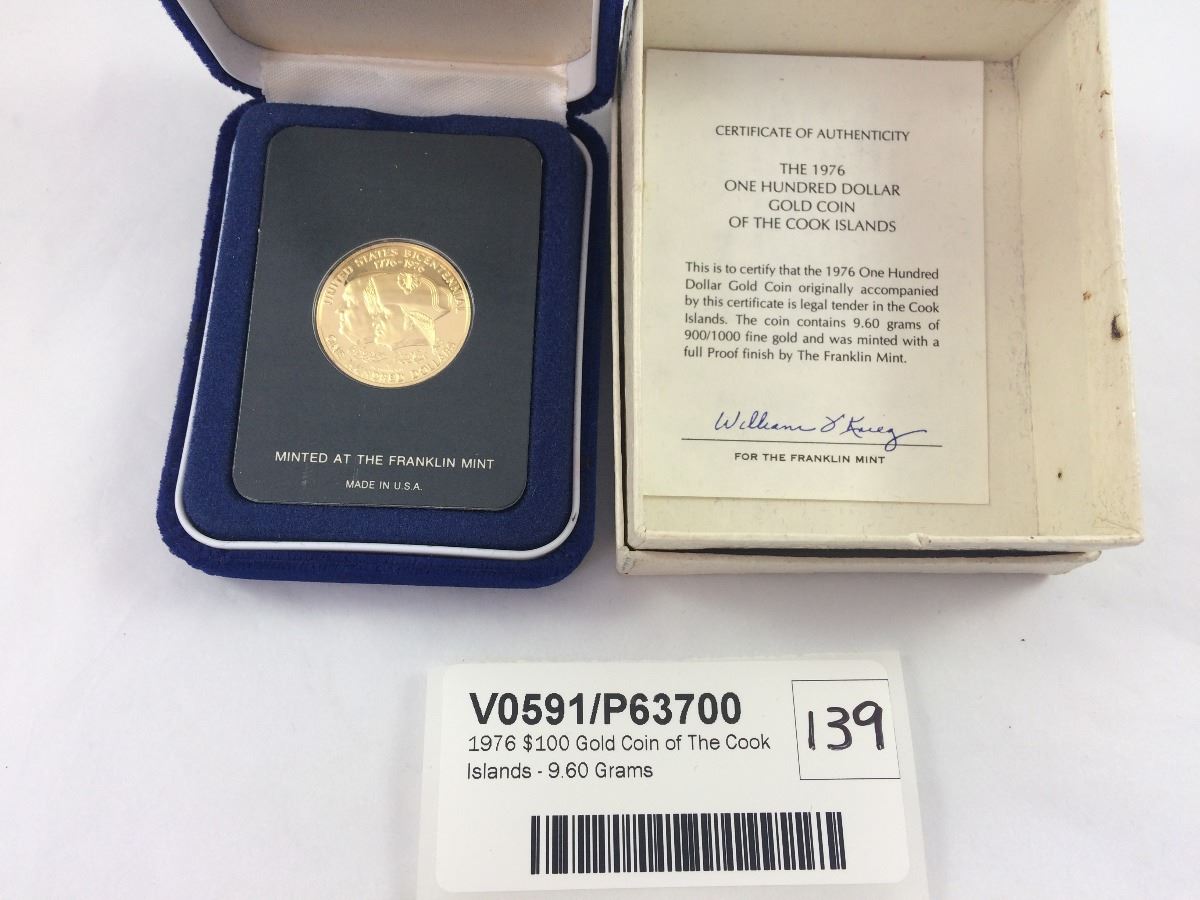 UNITED STATES BICENTENNIAL
1776-1976
ONE HUNDRED DOLLARS
MINTED AT THE FRANKLIN MINT
MADE IN U.S.A.
CERTIFICATE OF AUTHENTICITY
THE 1976
ONE HUNDRED DOLLAR
GOLD COIN
OF THE COOK ISLANDS
This is to certify that the 1976 One Hundred
Dollar Gold Coin originally accompanied
by this certificate is legal tender in the Cook
Islands. The coin contains 9.60 grams of
900/1000 fine gold and was minted with a
full Proof finish by The Franklin Mint.
William F Krieg
FOR THE FRANKLIN MINT
V0591/P63700
139
1976 $100 Gold Coin of The Cook
Islands - 9.60 Grams